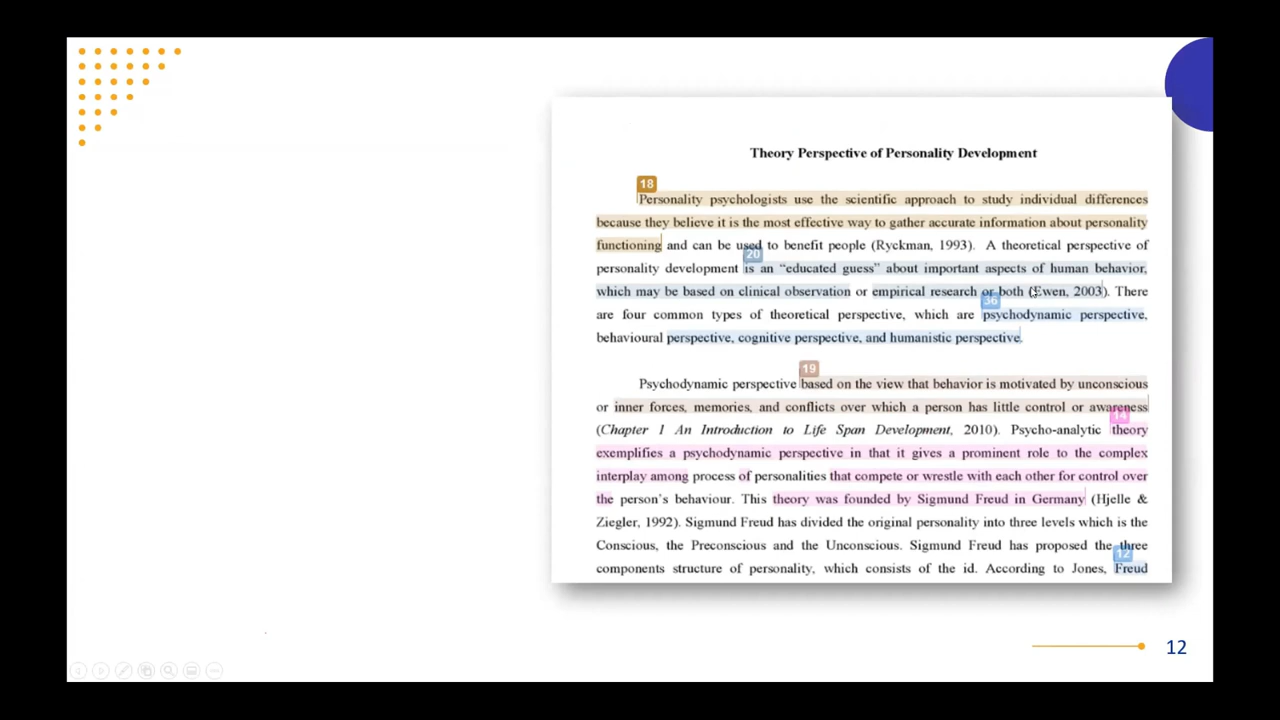 Theory Perspective of Personality Development
18
Personality psychologists use the scientific approach to study individual differences
because they believe it is the most effective way to gather accurate information about personality
functioning and can be used to benefit people (Ryckman, 1993). A theoretical perspective of
20
personality development is an “educated guess” about important aspects of human behavior,
which may be based on clinical observation or empirical research or both (Ewen, 2003). There
36
are four common types of theoretical perspective, which are psychodynamic perspective,
behavioural perspective, cognitive perspective, and humanistic perspective.
19
Psychodynamic perspective based on the view that behavior is motivated by unconscious
or inner forces, memories, and conflicts over which a person has little control or awareness
14
(Chapter 1 An Introduction to Life Span Development, 2010). Psycho-analytic theory
exemplifies a psychodynamic perspective in that it gives a prominent role to the complex
interplay among process of personalities that compete or wrestle with each other for control over
the person’s behaviour. This theory was founded by Sigmund Freud in Germany (Hjelle &
Ziegler, 1992). Sigmund Freud has divided the original personality into three levels which is the
Conscious, the Preconscious and the Unconscious. Sigmund Freud has proposed the three
12
components structure of personality, which consists of the id. According to Jones, Freud
12